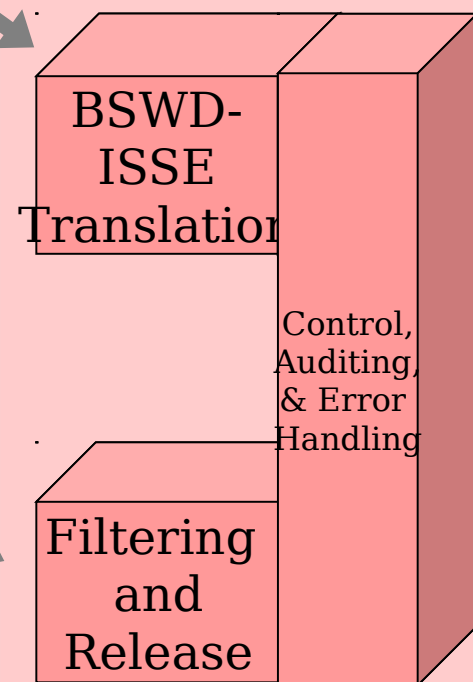 BSWD-
ISSE
Translation
Control,
Auditing,
& Error
Handling
Filtering
and
Release